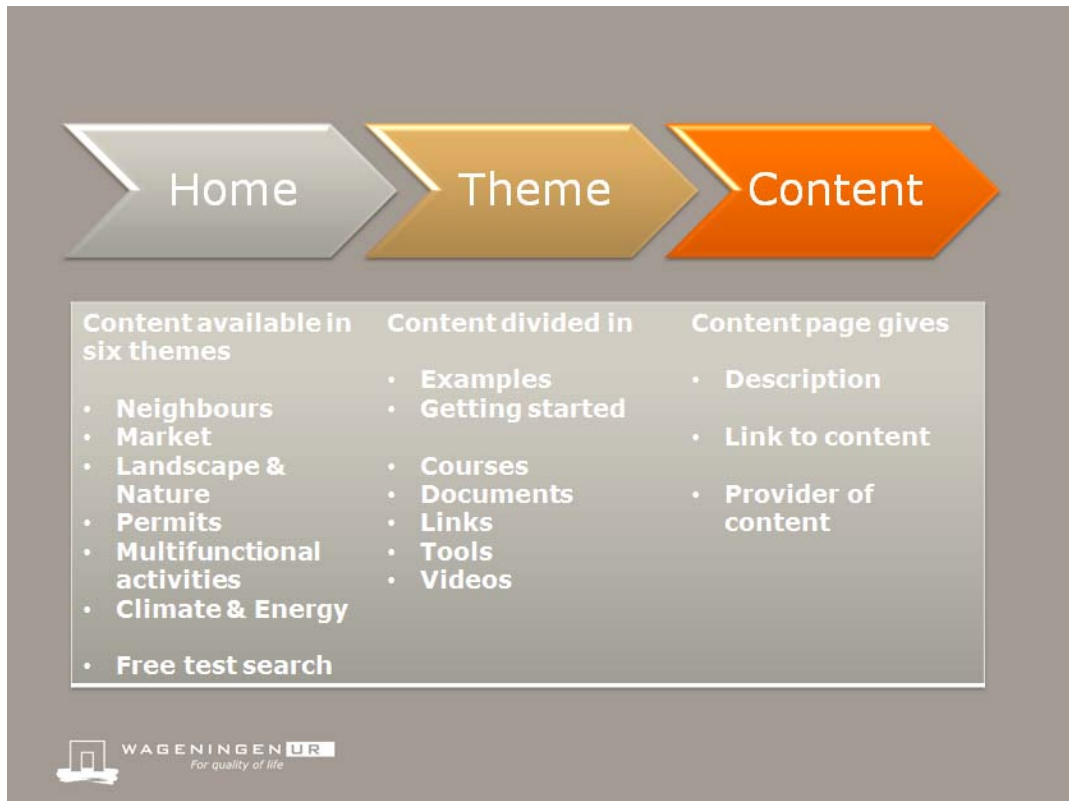 Home
Theme
Content
Content available in
six themes
• Neighbours
• Market
• Landscape &
Nature
• Permits
• Multifunctional
activities
• Climate & Energy
• Free test search
Content divided in
• Examples
• Getting started
• Courses
• Documents
• Links
• Tools
• Videos
Content page gives
• Description
• Link to content
• Provider of
content
WAGENINGEN UR
For quality of life